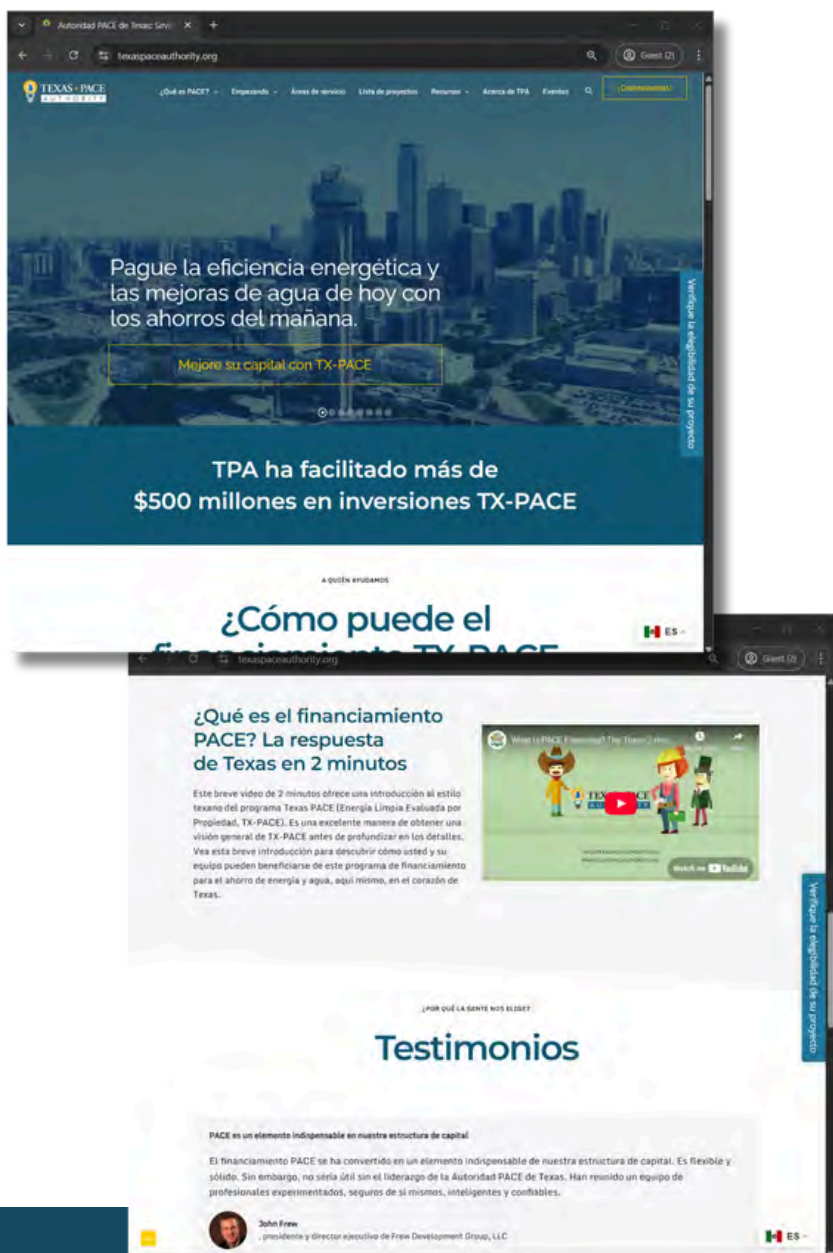 Autoridad PACE de Texas: Servic
texaspaceauthority.org
Guest (2)
TEXAS PACE
AUTHORITY
¿Qué es PACE?
Empezando
Áreas de servicio
Lista de proyectos
Recursos
Acerca de TPA
Eventos
Pague la eficiencia energética y
las mejoras de agua de hoy con
los ahorros del mañana.
Mejore su capital con TX-PACE
Verifique la elegibilidad de su proyecto
TPA ha facilitado más de
$500 millones en inversiones TX-PACE
A QUIÉN AYUDAMOS
¿Cómo puede el
financiamiento TX-PACE
ES
texaspaceauthority.org
Guest (2)
¿Qué es el financiamiento
PACE? La respuesta
de Texas en 2 minutos
Este breve video de 2 minutos ofrece una introducción al estilo
texano del programa Texas PACE (Energía Limpia Evaluada por
Propiedad, TX-PACE). Es una excelente manera de obtener una
visión general de TX-PACE antes de profundizar en los detalles.
Vea esta breve introducción para descubrir cómo usted y su
equipo pueden beneficiarse de este programa de financiamiento
para el ahorro de energía y agua, aquí mismo, en el corazón de
Texas.
What is PACE Financing? The Texas 2 min
TEXAS PACE
AUTHORITY
Watch on YouTube
Verifique la elegibilidad de su proyecto
¿POR QUÉ LA GENTE NOS ELIGE?
Testimonios
PACE es un elemento indispensable en nuestra estructura de capital
El financiamiento PACE se ha convertido en un elemento indispensable de nuestra estructura de capital. Es flexible y
sólido. Sin embargo, no sería útil sin el liderazgo de la Autoridad PACE de Texas. Han reunido un equipo de
profesionales experimentados, seguros de sí mismos, inteligentes y confiables.
John Frew
, presidente y director ejecutivo de Frew Development Group, LLC
ES